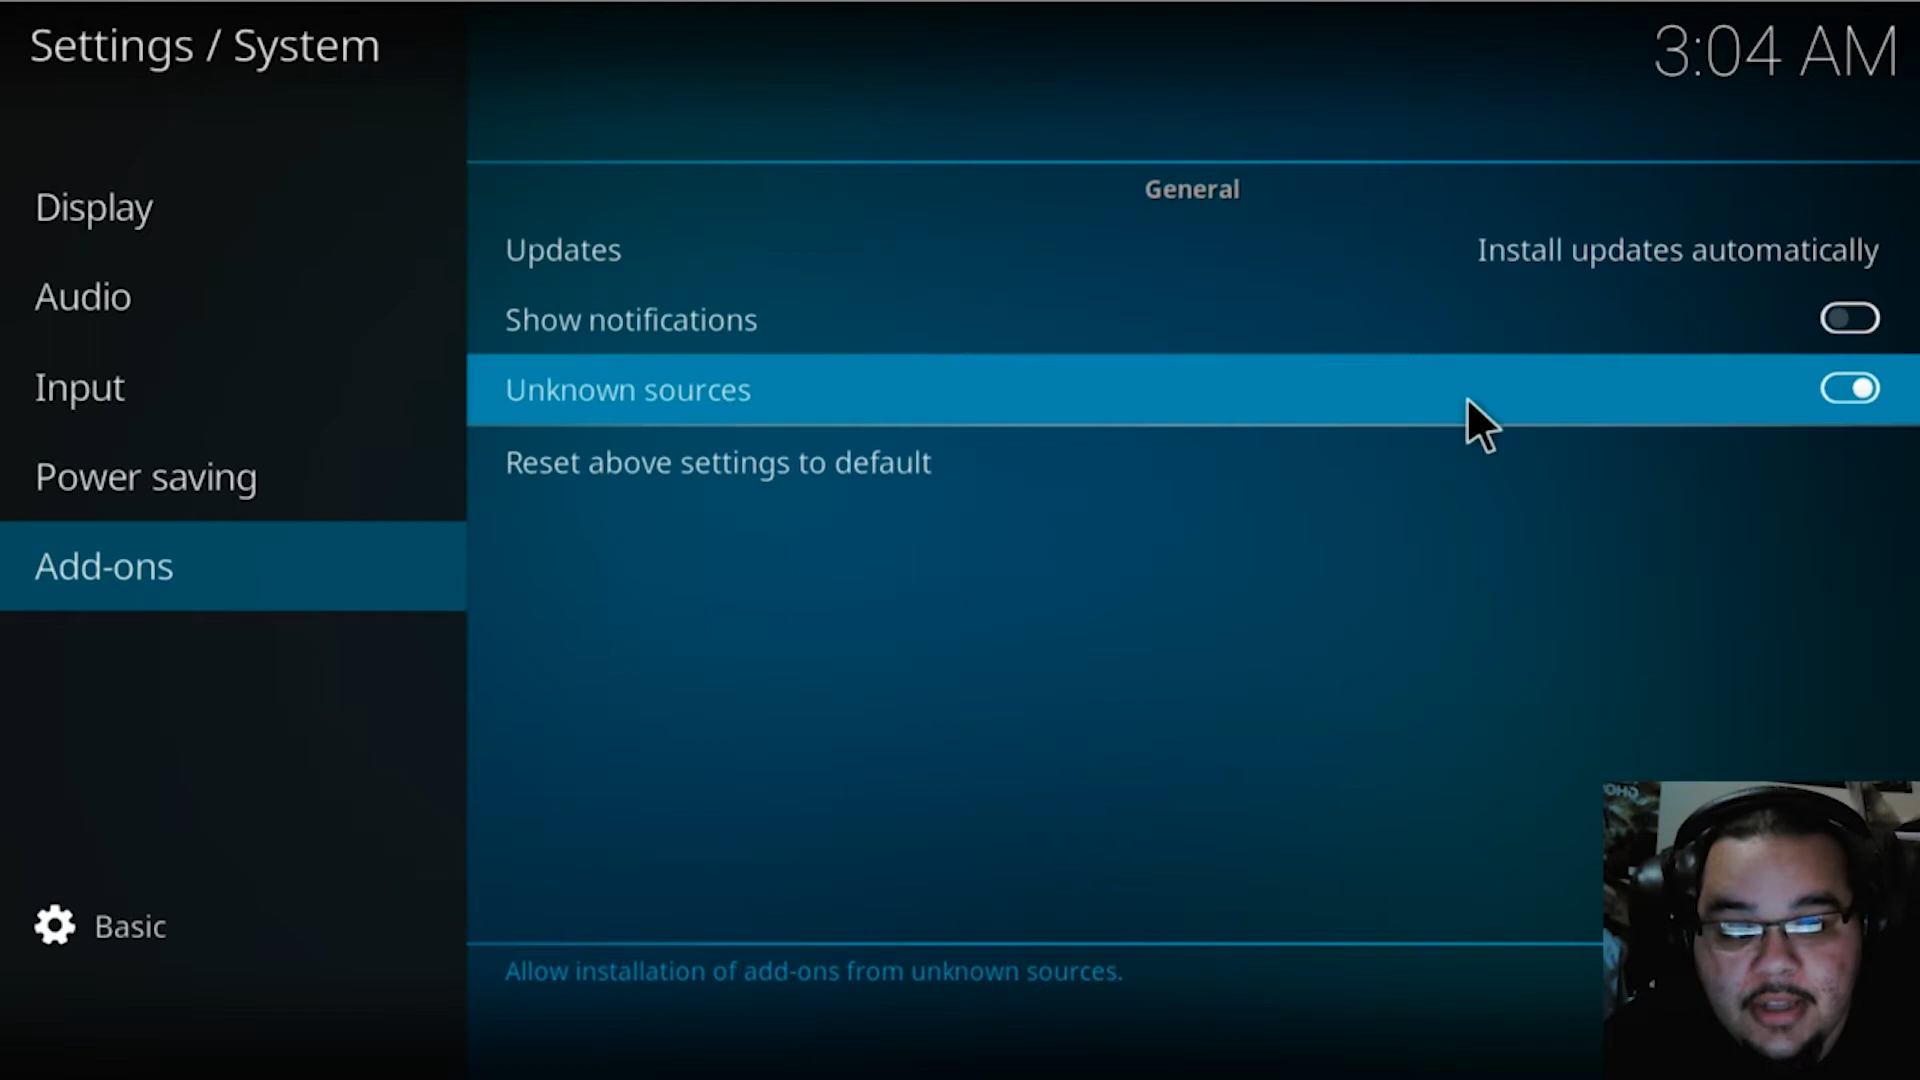 Settings / System
3:04 AM
Display
Audio
Input
Power saving
Add-ons
Basic
General
Updates
Install updates automatically
Show notifications
Unknown sources
Reset above settings to default
Allow installation of add-ons from unknown sources.